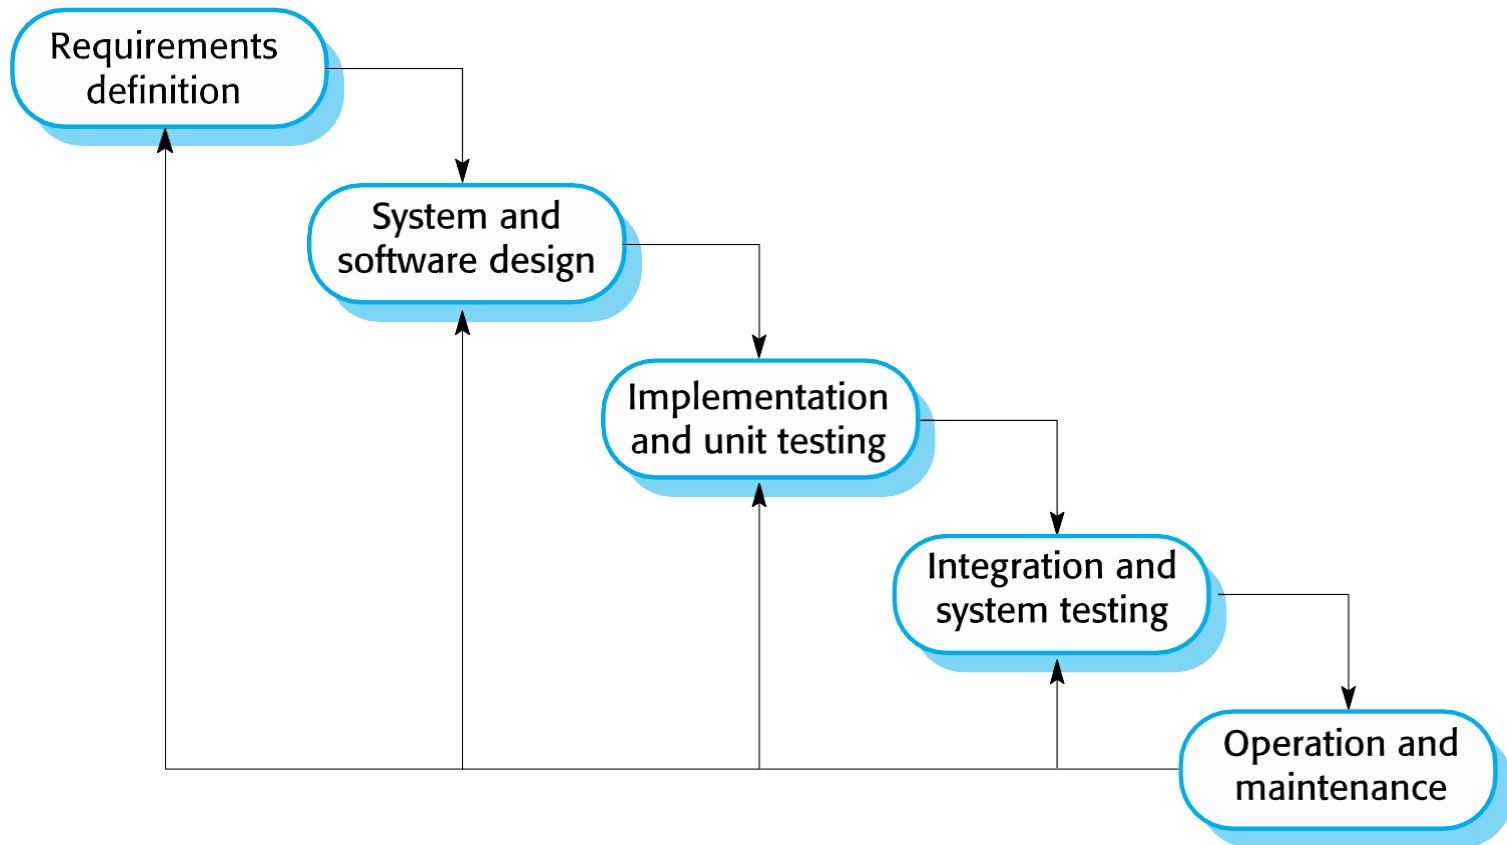 Requirements
definition
System and
software design
Implementation
and unit testing
Integration and
system testing
Operation and
maintenance